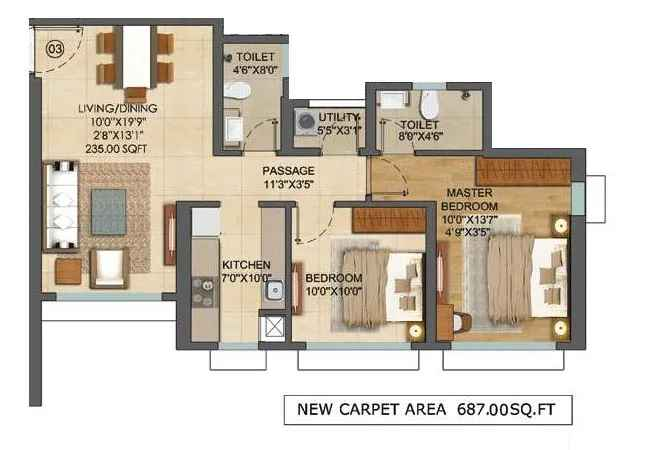 03
LIVING/DINING
10'0"X19'9"
2'8"X13'1"
235.00 SQFT
TOILET
4'6"X8'0"
UTILITY
5'5"X3'1"
TOILET
8'0"X4'6"
PASSAGE
11'3"X3'5"
MASTER
BEDROOM
10'0"X13'7"
4'9"X3'5"
KITCHEN
7'0"X10'0"
BEDROOM
10'0"X10'0"
NEW CARPET AREA 687.00SQ.FT